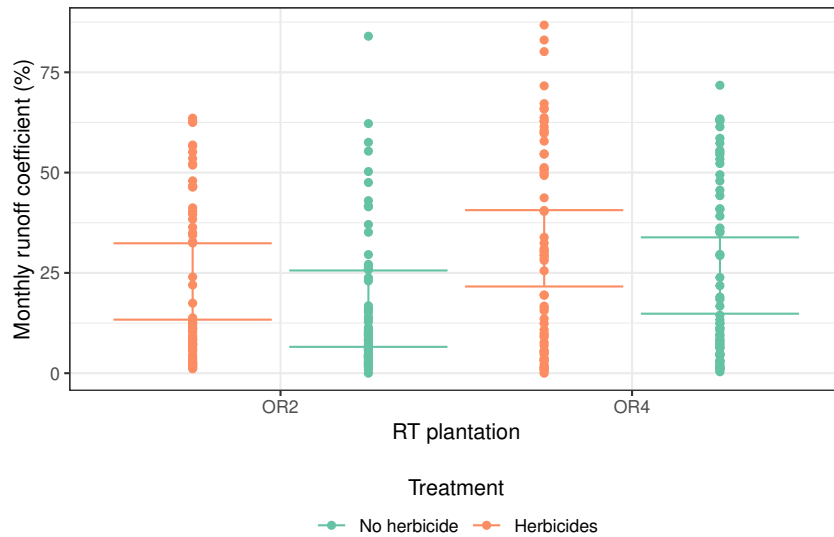 Monthly runoff coefficient (%)
75
50
25
0
OR2 OR4
RT plantation
Treatment
No herbicide Herbicides